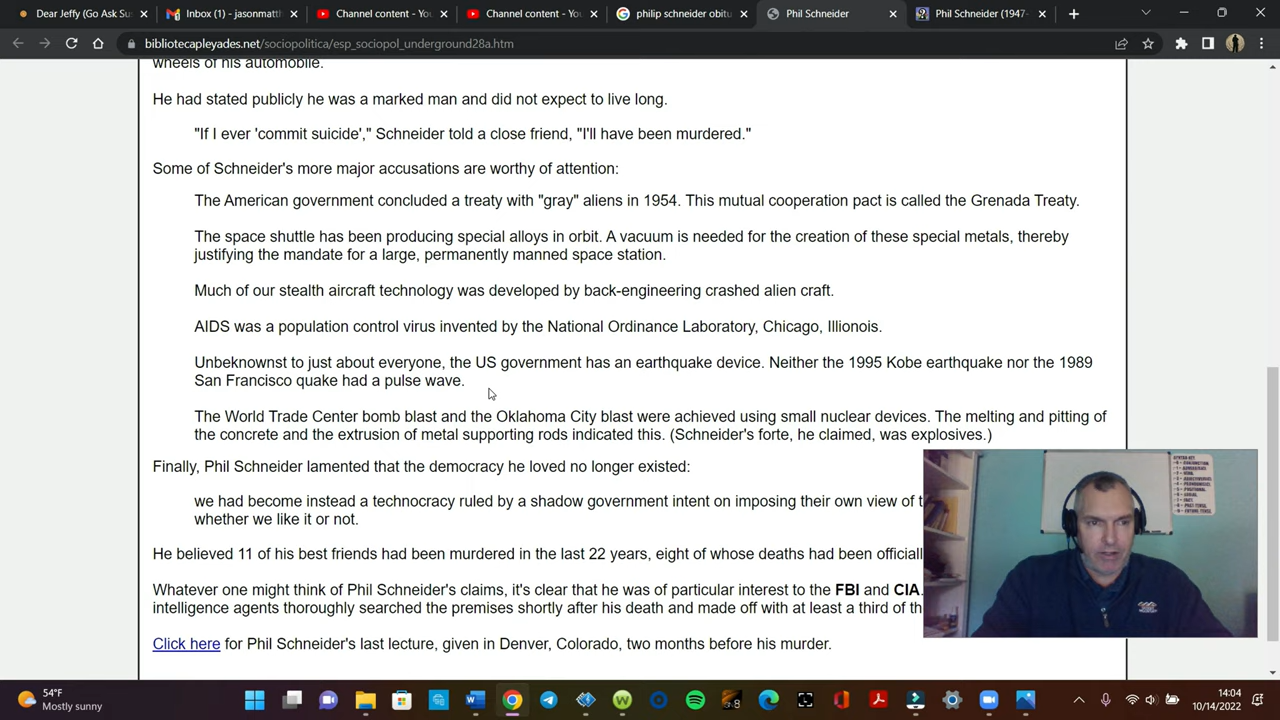 Dear Jeffy (Go Ask Su
Inbox (1) - jasonmatth
Channel content - You
Channel content - You
philip schneider obitu
Phil Schneider
Phil Schneider (1947-
bibliotecapleyades.net/sociopolitica/esp_sociopol_underground28a.htm
wheels of his automobile.
He had stated publicly he was a marked man and did not expect to live long.
"If I ever 'commit suicide'," Schneider told a close friend, "I'll have been murdered."
Some of Schneider's more major accusations are worthy of attention:
The American government concluded a treaty with "gray" aliens in 1954. This mutual cooperation pact is called the Grenada Treaty.
The space shuttle has been producing special alloys in orbit. A vacuum is needed for the creation of these special metals, thereby
justifying the mandate for a large, permanently manned space station.
Much of our stealth aircraft technology was developed by back-engineering crashed alien craft.
AIDS was a population control virus invented by the National Ordinance Laboratory, Chicago, Illionois.
Unbeknownst to just about everyone, the US government has an earthquake device. Neither the 1995 Kobe earthquake nor the 1989
San Francisco quake had a pulse wave.
The World Trade Center bomb blast and the Oklahoma City blast were achieved using small nuclear devices. The melting and pitting of
the concrete and the extrusion of metal supporting rods indicated this. (Schneider's forte, he claimed, was explosives.)
Finally, Phil Schneider lamented that the democracy he loved no longer existed:
we had become instead a technocracy ruled by a shadow government intent on imposing their own view of t
whether we like it or not.
He believed 11 of his best friends had been murdered in the last 22 years, eight of whose deaths had been official
Whatever one might think of Phil Schneider's claims, it's clear that he was of particular interest to the FBI and CIA.
intelligence agents thoroughly searched the premises shortly after his death and made off with at least a third of th
Click here for Phil Schneider's last lecture, given in Denver, Colorado, two months before his murder.
54°F
Mostly sunny
14:04
10/14/2022